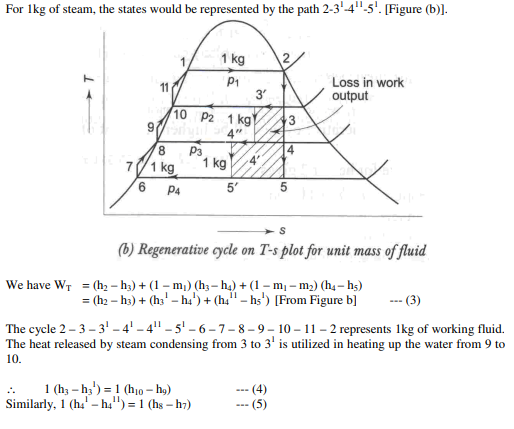 For 1kg of steam, the states would be represented by the path 2-3¹-4¹¹-5¹. [Figure (b)].
T
s
1
1 kg
2
P1
Loss in work
output
11
3'
10
P2
1 kg
3
9
4"
8
P3
4
7
1 kg
1 kg
4'
6
P4
5'
5
(b) Regenerative cycle on T-s plot for unit mass of fluid
We have W_T = (h₂ – h₃) + (1 – m₁) (h₃ – h₄) + (1 – m₁ – m₂) (h₄ – h₅)
= (h₂ – h₃) + (h₃¹ – h₄¹) + (h₄¹¹ – h₅¹) [From Figure b] --- (3)
The cycle 2 – 3 – 3¹ – 4¹ – 4¹¹ – 5¹ – 6 – 7 – 8 – 9 – 10 – 11 – 2 represents 1kg of working fluid.
The heat released by steam condensing from 3 to 3¹ is utilized in heating up the water from 9 to
10.
∴ 1 (h₃ – h₃¹) = 1 (h₁₀ – h₉) --- (4)
Similarly, 1 (h₄¹ – h₄¹¹) = 1 (h₈ – h₇) --- (5)